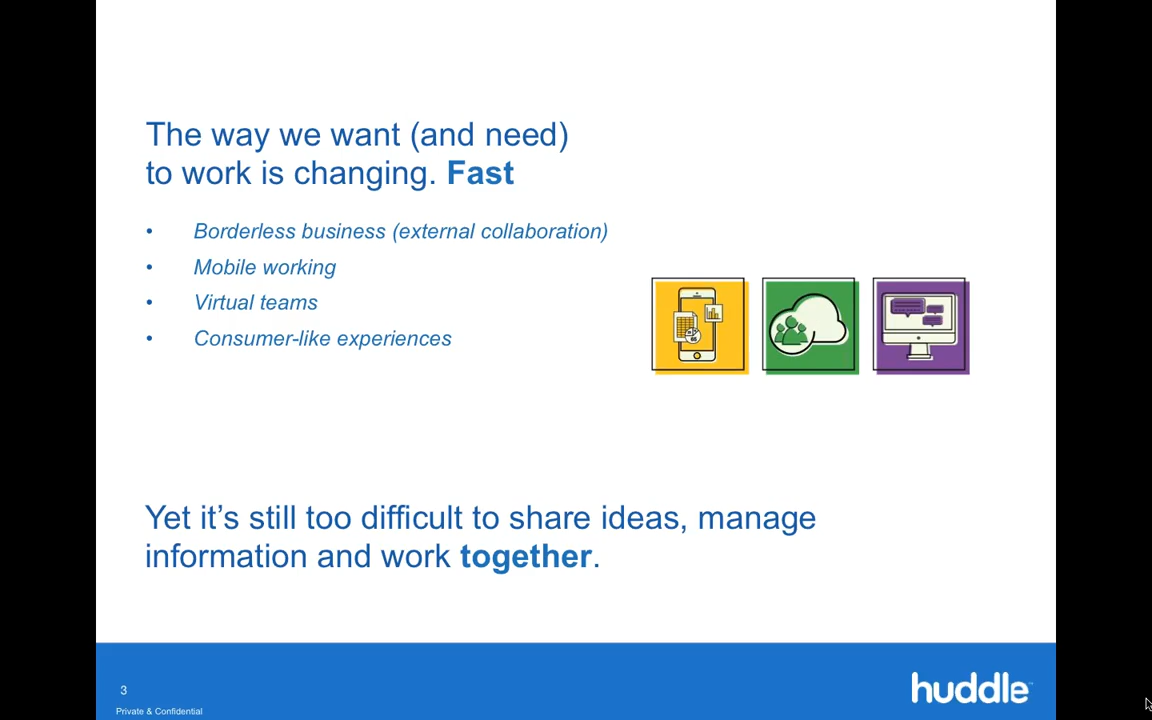 The way we want (and need)
to work is changing. Fast
• Borderless business (external collaboration)
• Mobile working
• Virtual teams
• Consumer-like experiences
Yet it’s still too difficult to share ideas, manage
information and work together.
3
Private & Confidential
huddle